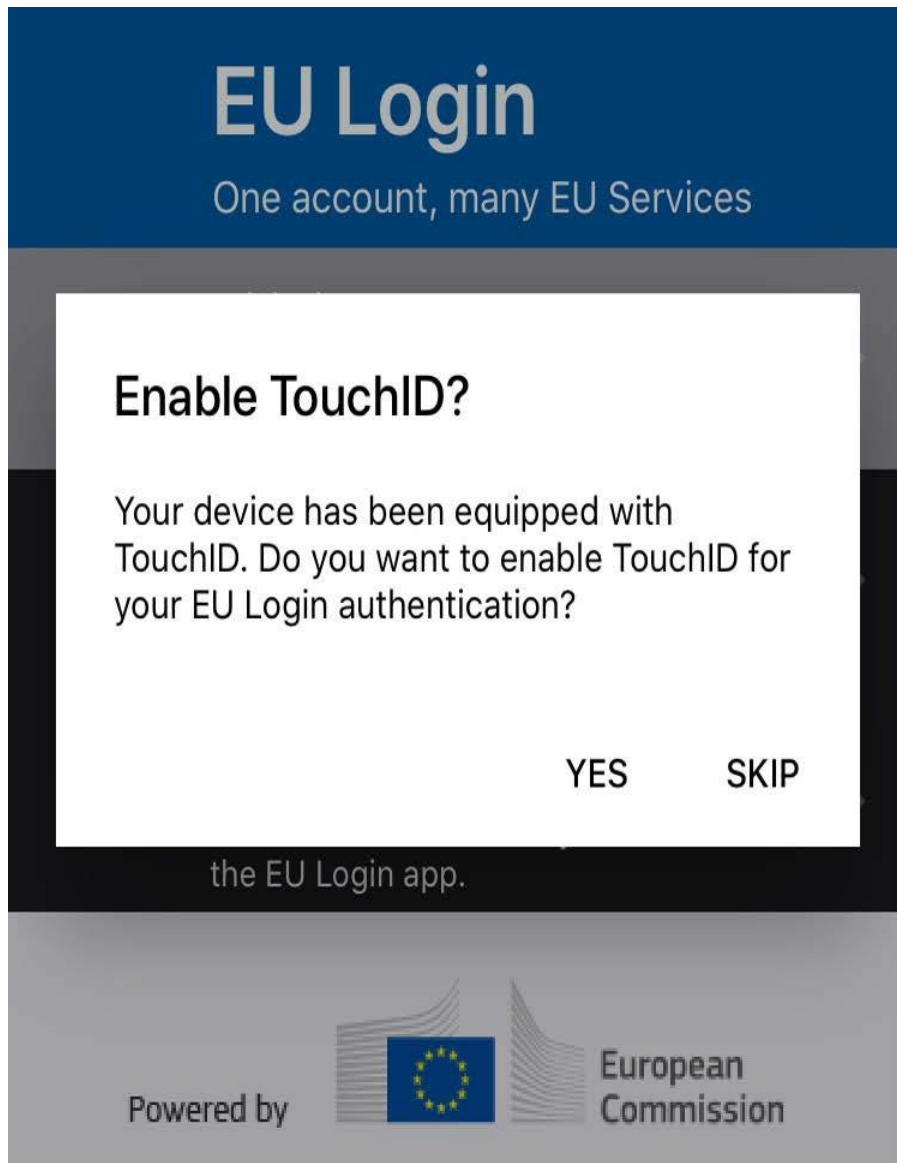 EU Login
One account, many EU Services
Enable TouchID?
Your device has been equipped with
TouchID. Do you want to enable TouchID for
your EU Login authentication?
YES SKIP
the EU Login app.
Powered by
European
Commission